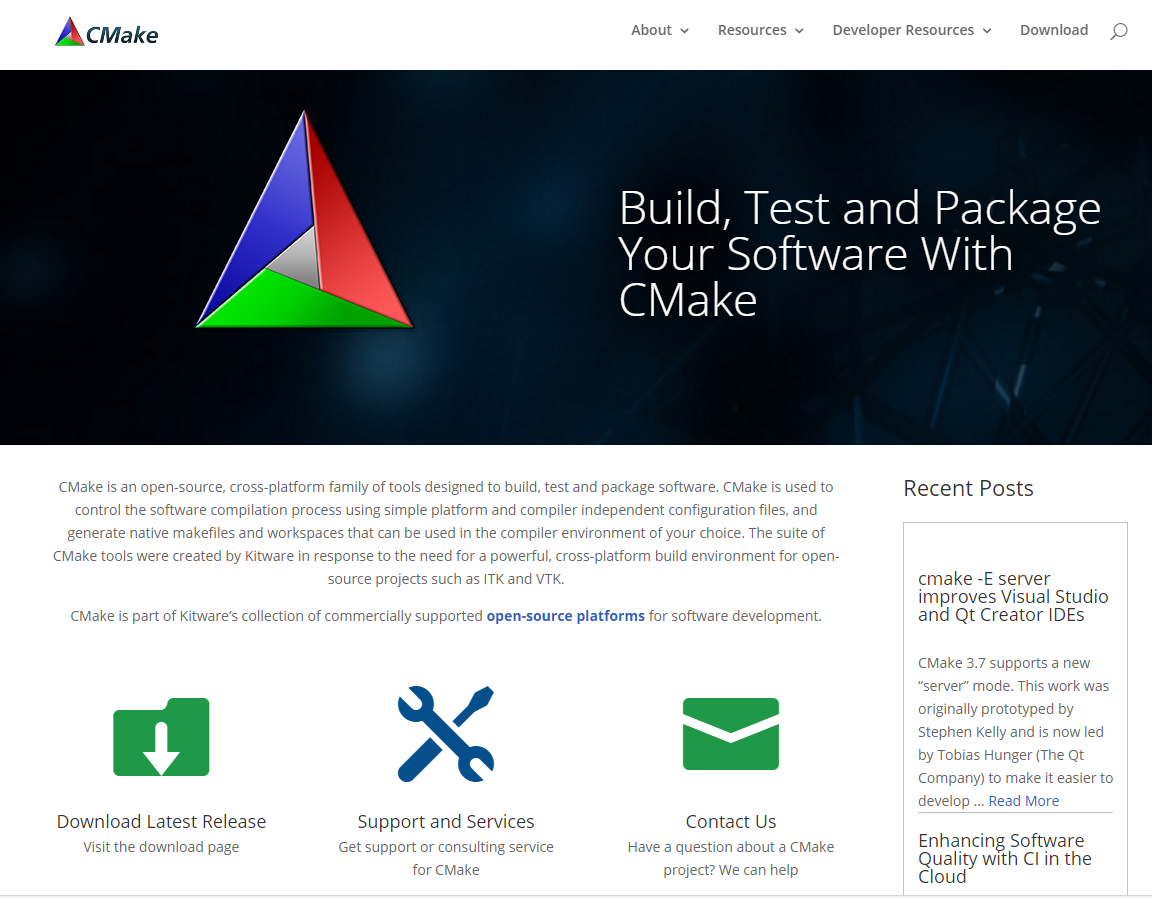 CMake
About
Resources
Developer Resources
Download
Build, Test and Package
Your Software With
CMake
CMake is an open-source, cross-platform family of tools designed to build, test and package software. CMake is used to
control the software compilation process using simple platform and compiler independent configuration files, and
generate native makefiles and workspaces that can be used in the compiler environment of your choice. The suite of
CMake tools were created by Kitware in response to the need for a powerful, cross-platform build environment for open-
source projects such as ITK and VTK.
CMake is part of Kitware’s collection of commercially supported open-source platforms for software development.
Download Latest Release
Visit the download page
Support and Services
Get support or consulting service
for CMake
Contact Us
Have a question about a CMake
project? We can help
Recent Posts
cmake -E server
improves Visual Studio
and Qt Creator IDEs
CMake 3.7 supports a new
“server” mode. This work was
originally prototyped by
Stephen Kelly and is now led
by Tobias Hunger (The Qt
Company) to make it easier to
develop ... Read More
Enhancing Software
Quality with CI in the
Cloud